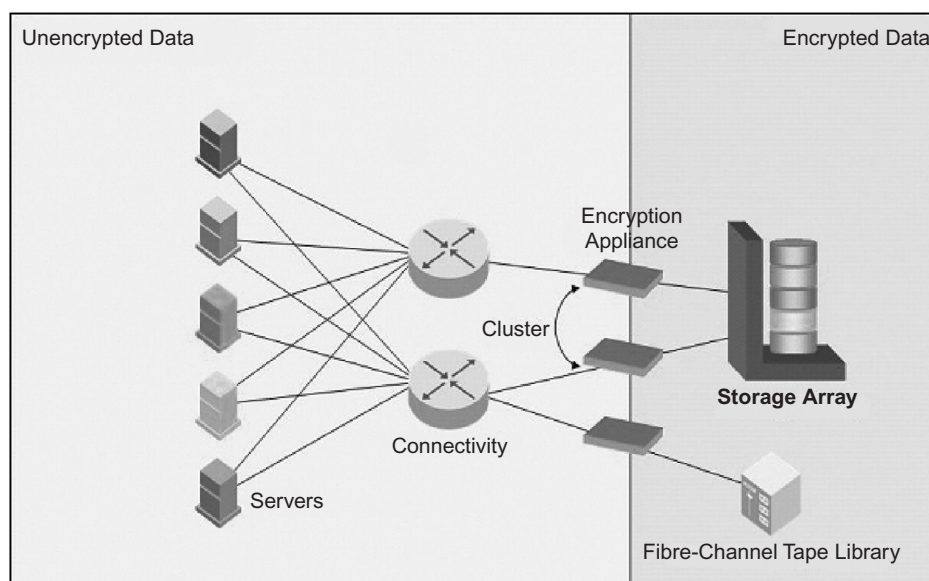 Unencrypted Data
Encrypted Data
Encryption
Appliance
Cluster
Storage Array
Connectivity
Servers
Fibre-Channel Tape Library